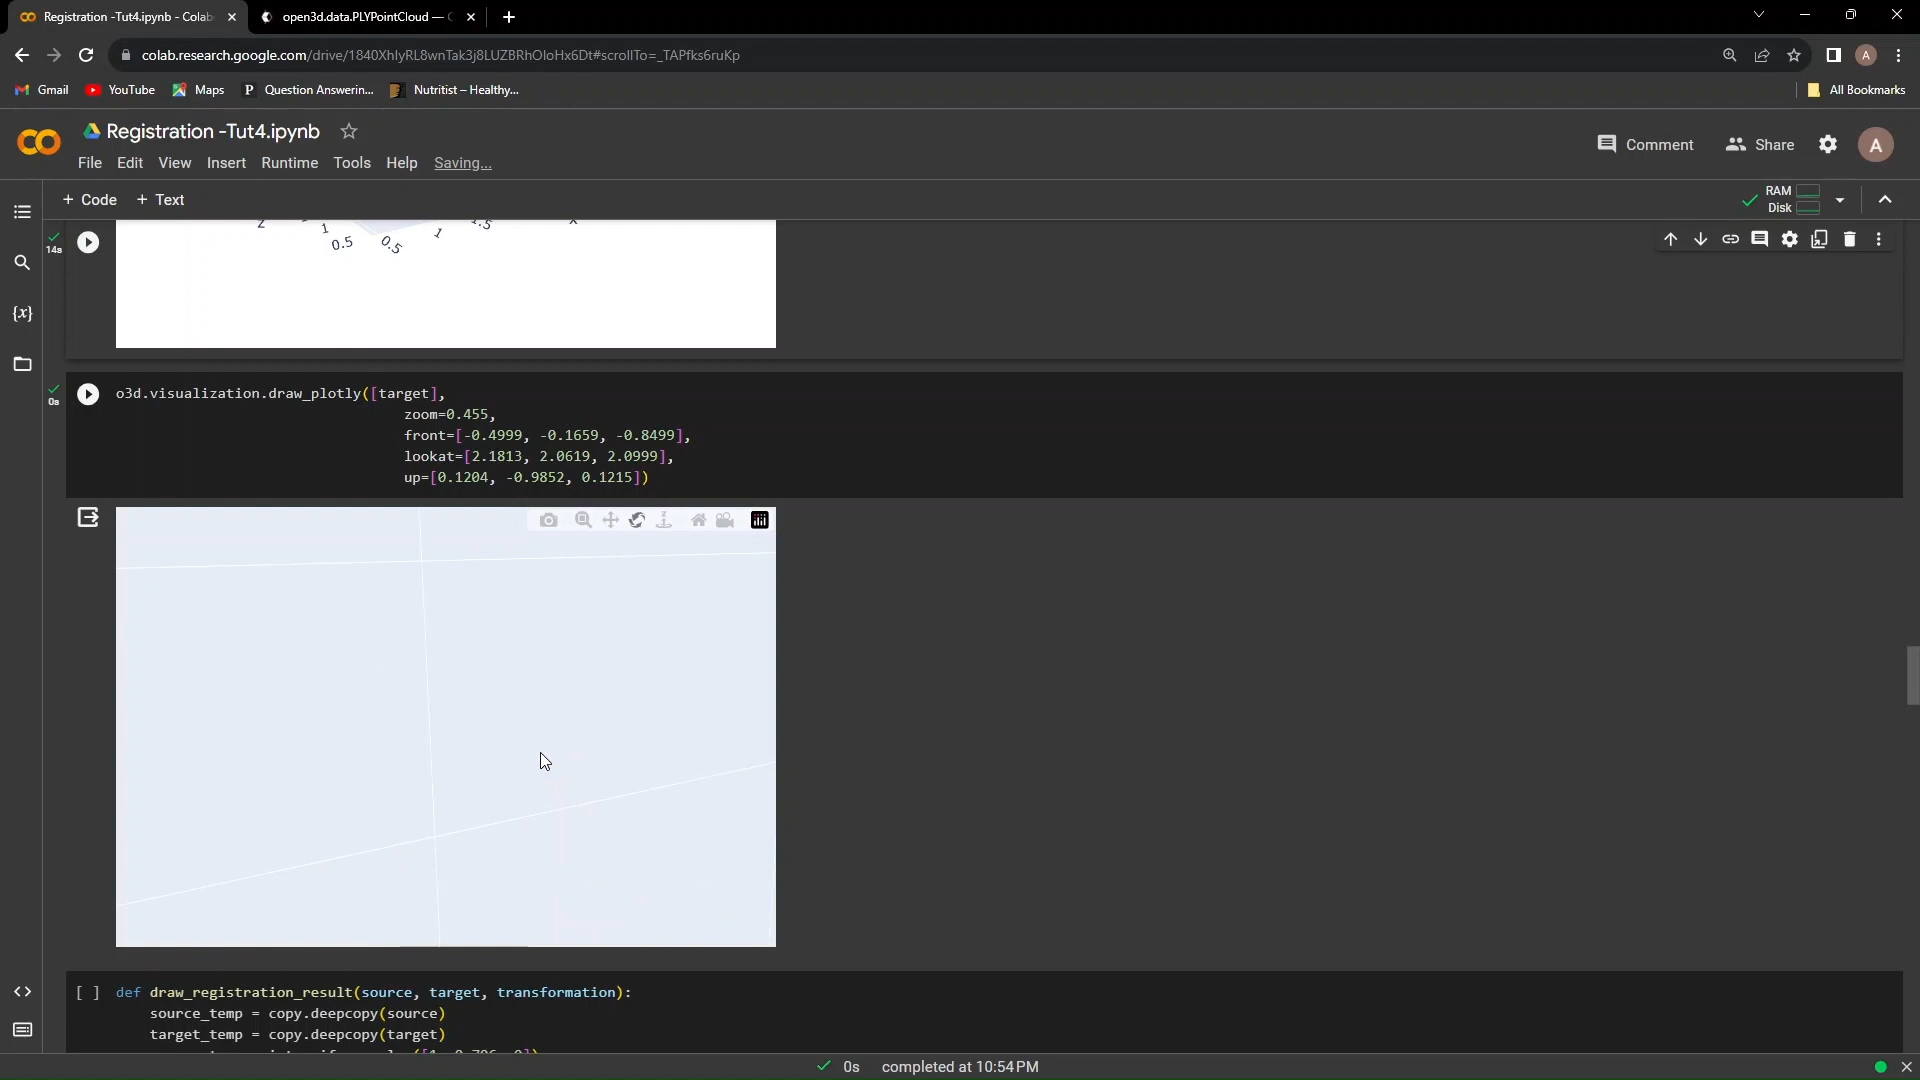 Registration -Tut4.ipynb - Colab
open3d.data.PLYPointCloud —
colab.research.google.com/drive/1840XhlyRL8wnTak3j8LUZBRhOloHx6Dt#scrollTo=_TAPfks6ruKp
Gmail YouTube Maps Question Answerin... Nutritist – Healthy... All Bookmarks
Registration -Tut4.ipynb
File Edit View Insert Runtime Tools Help Saving...
Comment Share A
+ Code + Text
RAM
Disk
14s
1 0.5 0.5 1
0s
o3d.visualization.draw_plotly([target],
zoom=0.455,
front=[-0.4999, -0.1659, -0.8499],
lookat=[2.1813, 2.0619, 2.0999],
up=[0.1204, -0.9852, 0.1215])
[ ] def draw_registration_result(source, target, transformation):
source_temp = copy.deepcopy(source)
target_temp = copy.deepcopy(target)
0s completed at 10:54 PM